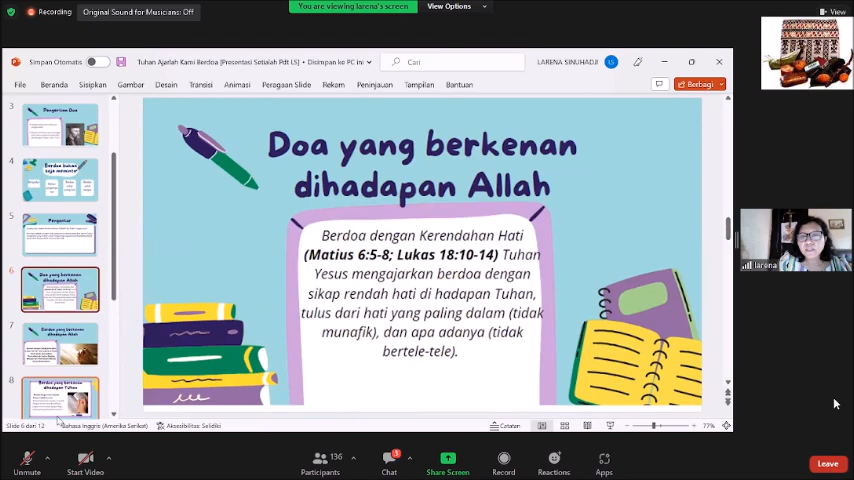 Recording
Original Sound for Musicians: Off
You are viewing larena's screen
View Options
View
Simpan Otomatis
Tuhan Ajarlah Kami Berdoa [Presentasi Setialah Pdt LS] • Disimpan ke PC ini
Cari
LARENA SINUHADJI
LS
File
Beranda
Sisipkan
Gambar
Desain
Transisi
Animasi
Peragaan Slide
Rekam
Peninjauan
Tampilan
Bantuan
Berbagi
3
Pengertian Doa
4
Berdoa bukan
saja meminta
5
Pengantar
6
Doa yang berkenan
dihadapan Allah
7
Berdoa yang berkenan
dihadapan Allah
8
Berdoa yang berkenan
dihadapan Tuhan
Doa yang berkenan
dihadapan Allah
Berdoa dengan Kerendahan Hati
(Matius 6:5-8; Lukas 18:10-14) Tuhan
Yesus mengajarkan berdoa dengan
sikap rendah hati di hadapan Tuhan,
tulus dari hati yang paling dalam (tidak
munafik), dan apa adanya (tidak
bertele-tele).
larena
Slide 6 dari 12
Bahasa Inggris (Amerika Serikat)
Aksesibilitas: Selidiki
Catatan
77%
Unmute
Start Video
136
Participants
3
Chat
Share Screen
Record
Reactions
Apps
Leave